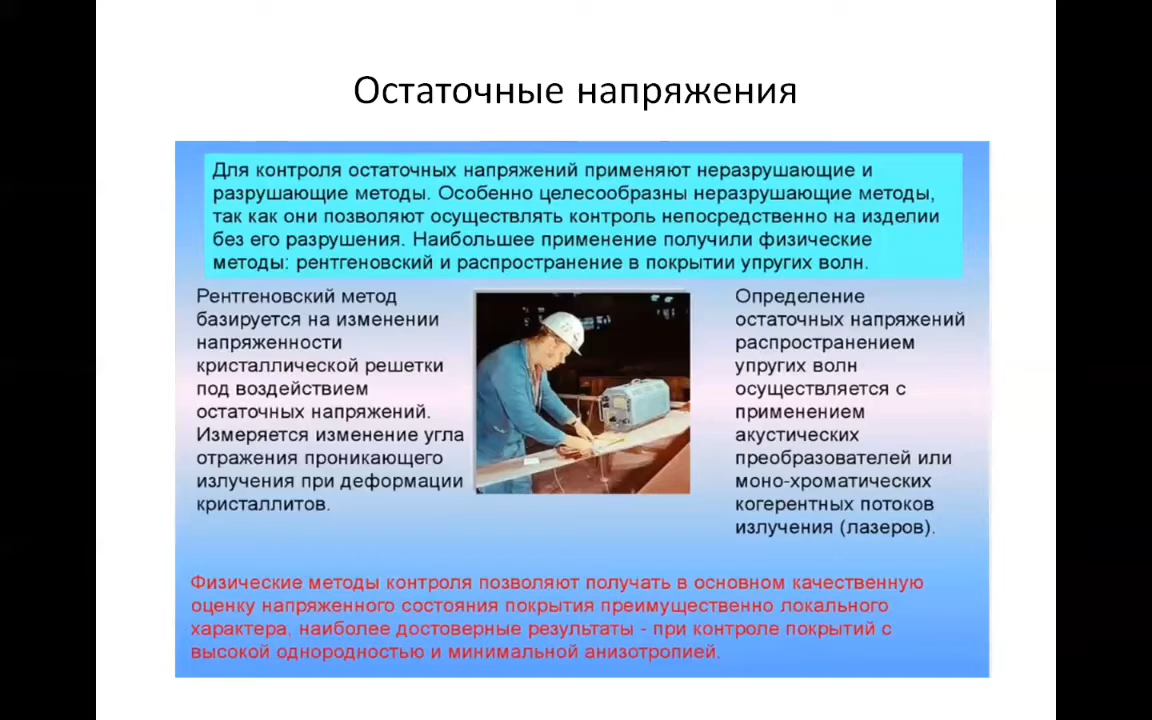 Остаточные напряжения
Для контроля остаточных напряжений применяют неразрушающие и
разрушающие методы. Особенно целесообразны неразрушающие методы,
так как они позволяют осуществлять контроль непосредственно на изделии
без его разрушения. Наибольшее применение получили физические
методы: рентгеновский и распространение в покрытии упругих волн.
Рентгеновский метод
базируется на изменении
напряженности
кристаллической решетки
под воздействием
остаточных напряжений.
Измеряется изменение угла
отражения проникающего
излучения при деформации
кристаллитов.
Определение
остаточных напряжений
распространением
упругих волн
осуществляется с
применением
акустических
преобразователей или
моно-хроматических
когерентных потоков
излучения (лазеров).
Физические методы контроля позволяют получать в основном качественную
оценку напряженного состояния покрытия преимущественно локального
характера, наиболее достоверные результаты - при контроле покрытий с
высокой однородностью и минимальной анизотропией.